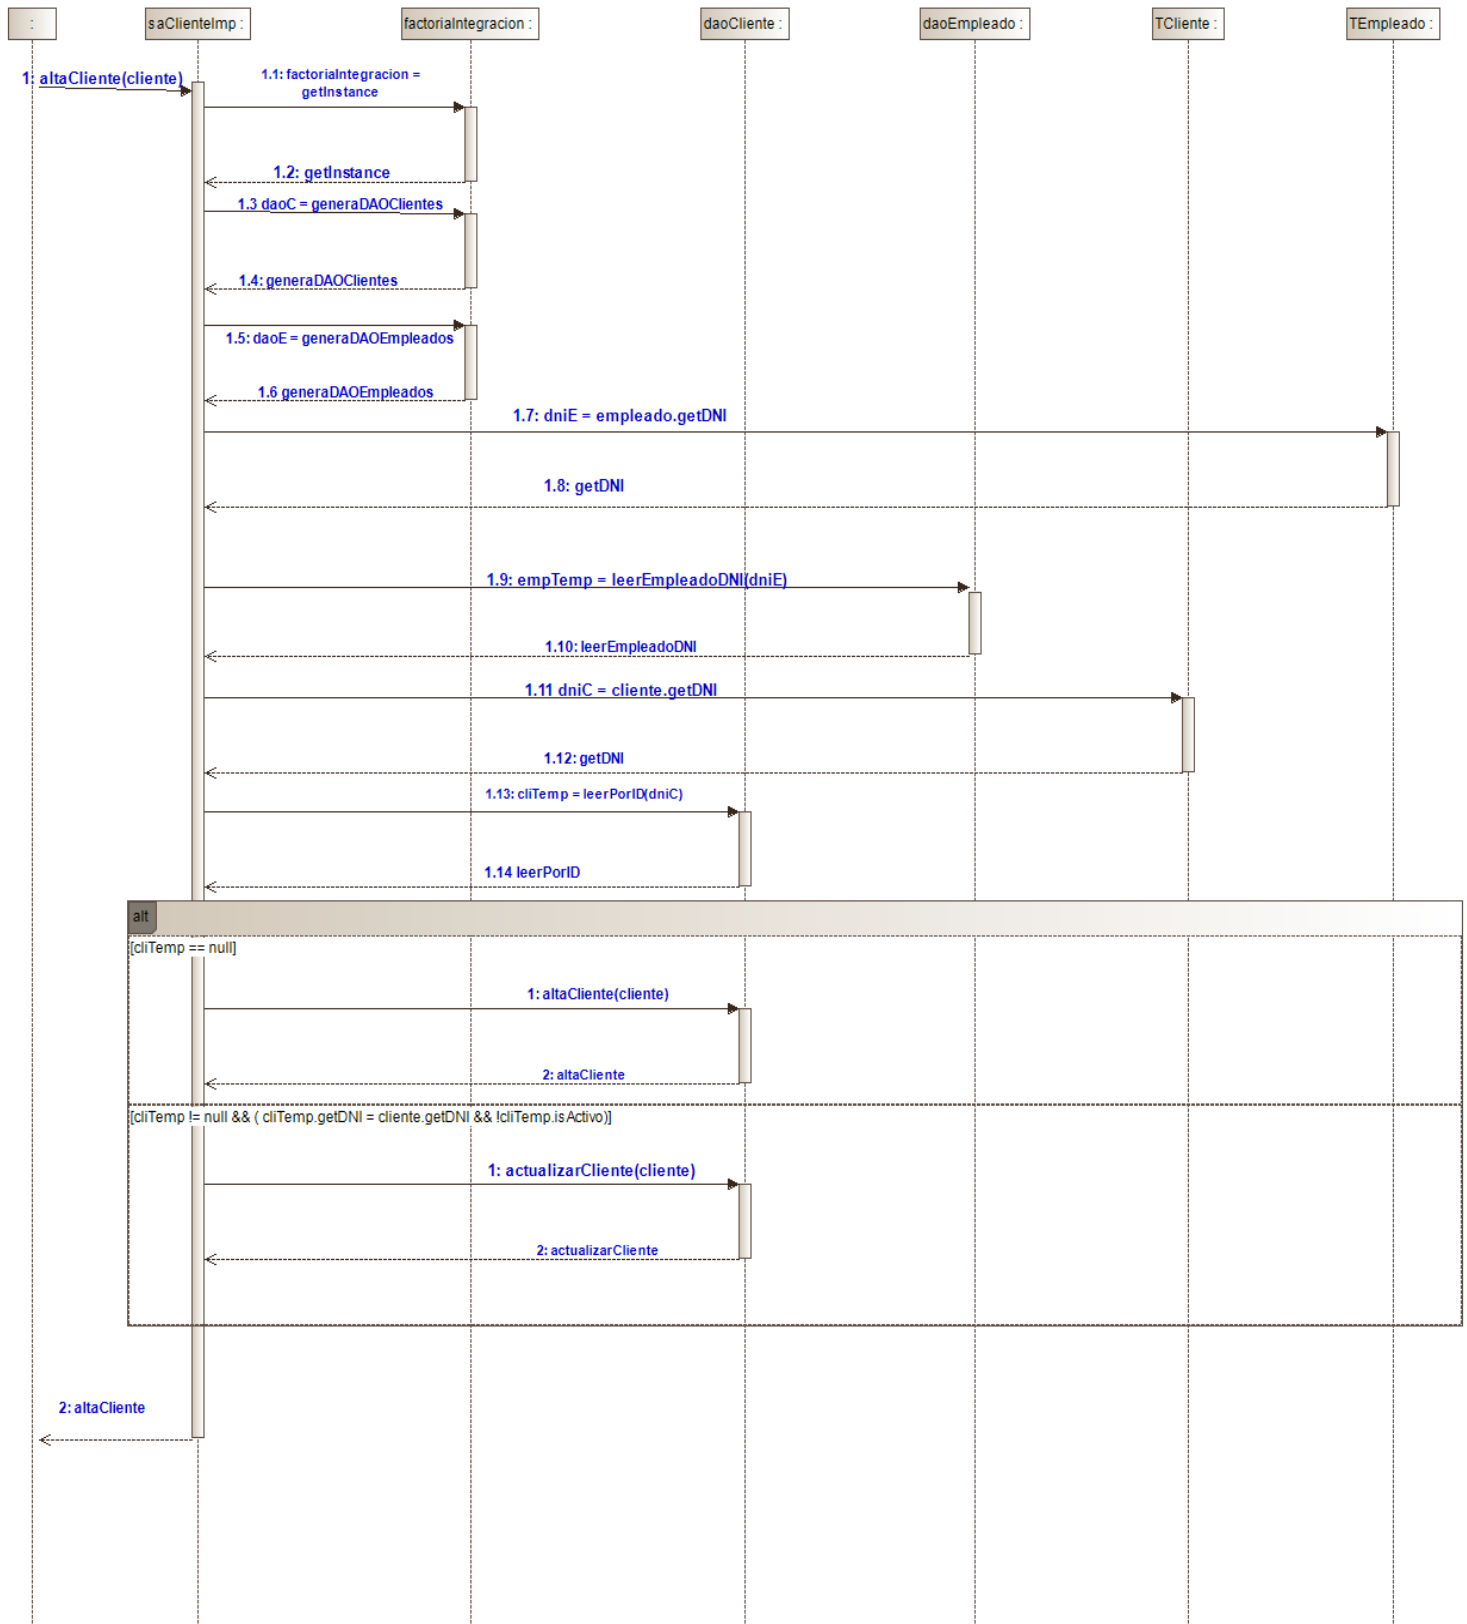 :
saClienteImp :
factoriaIntegracion :
daoCliente :
daoEmpleado :
TCliente :
TEmpleado :
1: altaCliente(cliente)
1.1: factoriaIntegracion =
getInstance
1.2: getInstance
1.3 daoC = generaDAOClientes
1.4: generaDAOClientes
1.5: daoE = generaDAOEmpleados
1.6 generaDAOEmpleados
1.7: dniE = empleado.getDNI
1.8: getDNI
1.9: empTemp = leerEmpleadoDNI(dniE)
1.10: leerEmpleadoDNI
1.11 dniC = cliente.getDNI
1.12: getDNI
1.13: cliTemp = leerPorID(dniC)
1.14 leerPorID
alt
[cliTemp == null]
1: altaCliente(cliente)
2: altaCliente
[cliTemp != null && ( cliTemp.getDNI = cliente.getDNI && !cliTemp.isActivo)]
1: actualizarCliente(cliente)
2: actualizarCliente
2: altaCliente